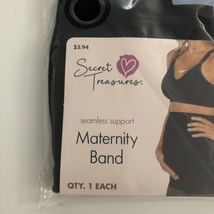 $5.94
Secret
Treasures.
seamless support
Maternity
Band
QTY. 1 EACH